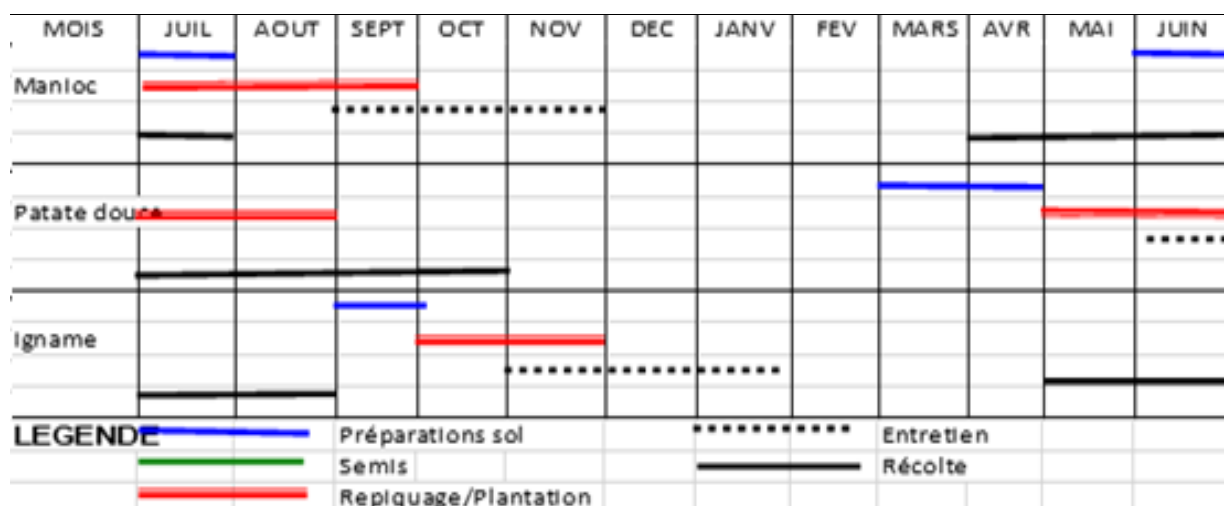 MOIS JUIL AOUT SEPT OCT NOV DEC JANV FEV MARS AVR MAI JUIN
Manioc
Patate douce
Igname
LEGENDE Préparations sol Entretien
Semis Récolte
Repiquage/Plantation